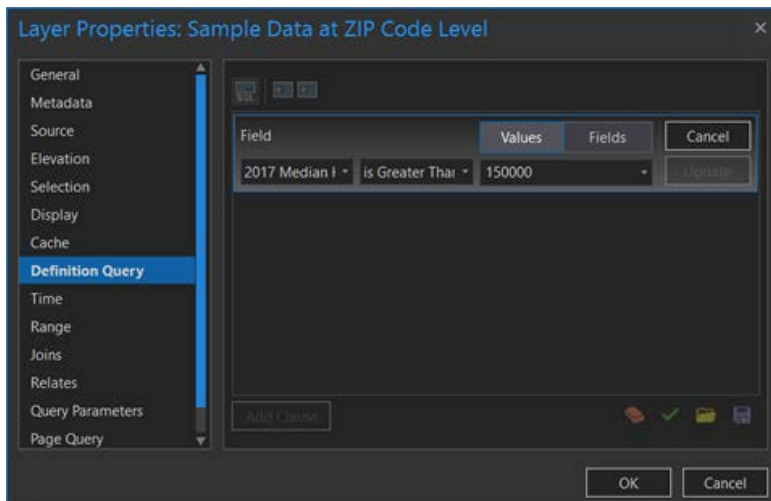 Layer Properties: Sample Data at ZIP Code Level
General
Metadata
Source
Elevation
Selection
Display
Cache
Definition Query
Time
Range
Joins
Relates
Query Parameters
Page Query
Field
Values
Fields
Cancel
2017 Median H
is Greater Than
150000
Update
Add Clause
OK
Cancel